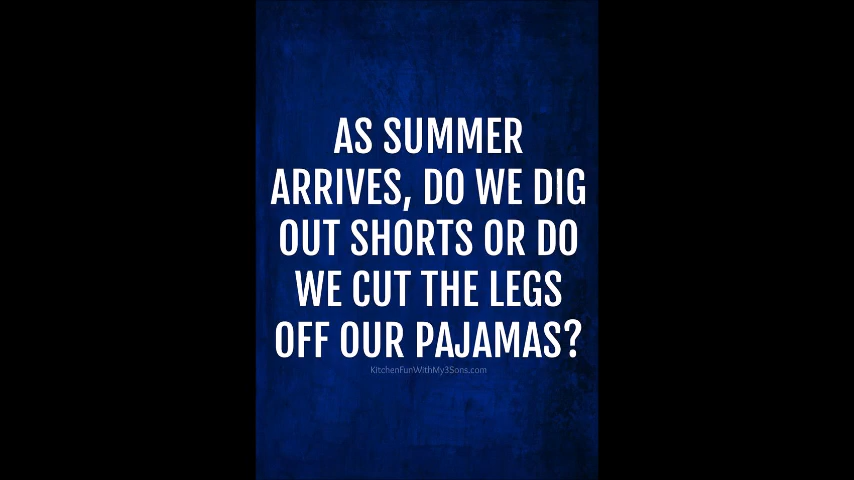 AS SUMMER
ARRIVES, DO WE DIG
OUT SHORTS OR DO
WE CUT THE LEGS
OFF OUR PAJAMAS?
KitchenFunWithMy3Sons.com